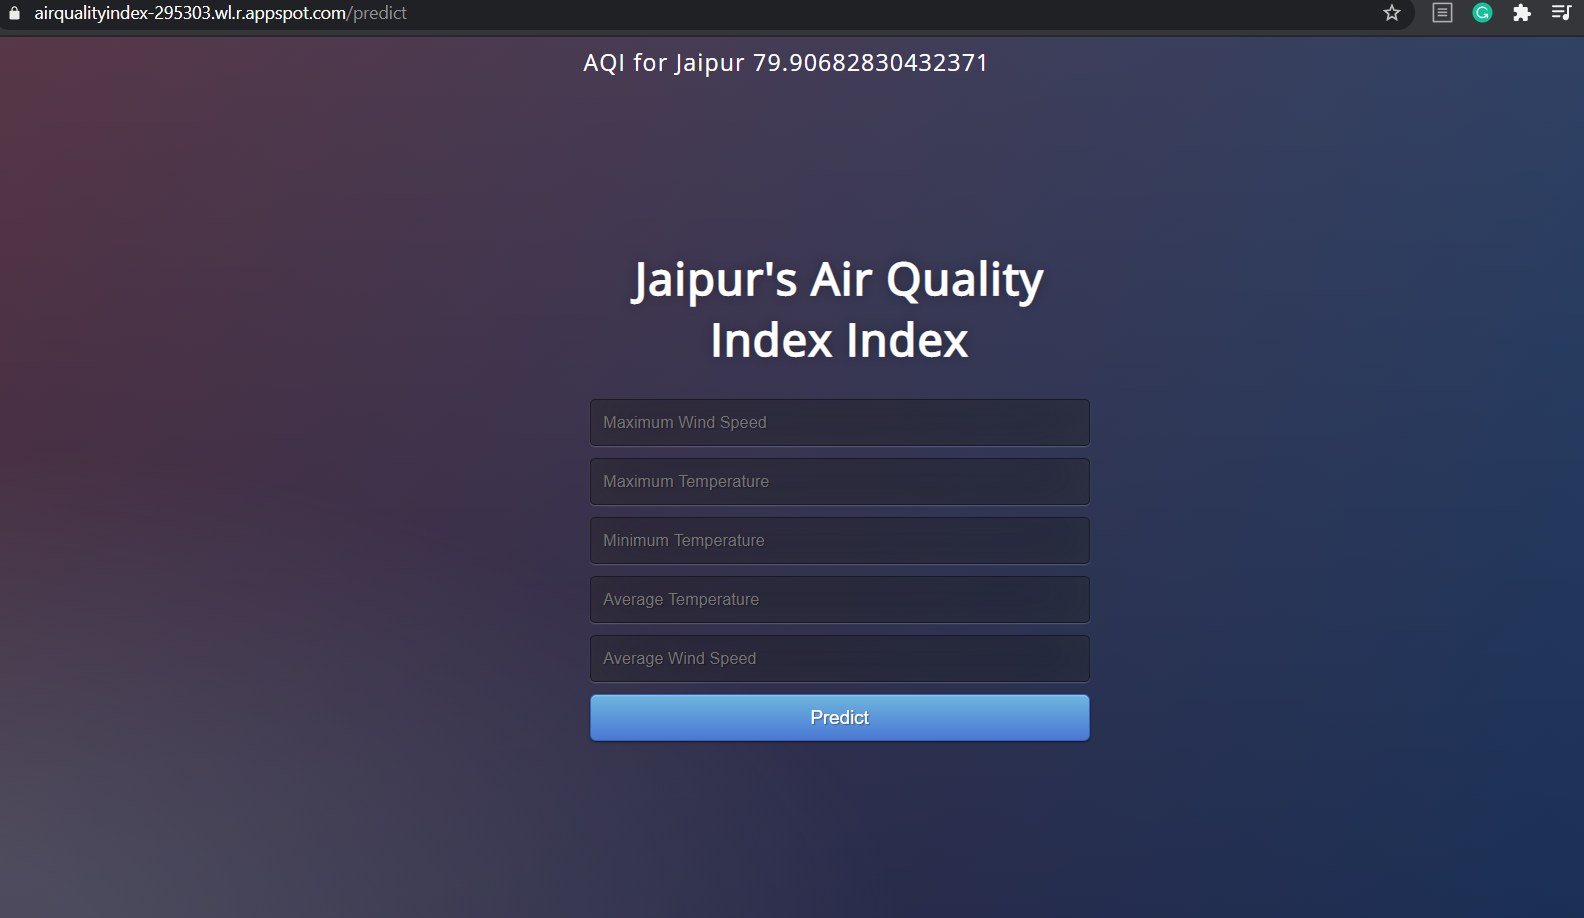 airqualityindex-295303.wl.r.appspot.com/predict
AQI for Jaipur 79.90682830432371
Jaipur's Air Quality
Index Index
Maximum Wind Speed
Maximum Temperature
Minimum Temperature
Average Temperature
Average Wind Speed
Predict